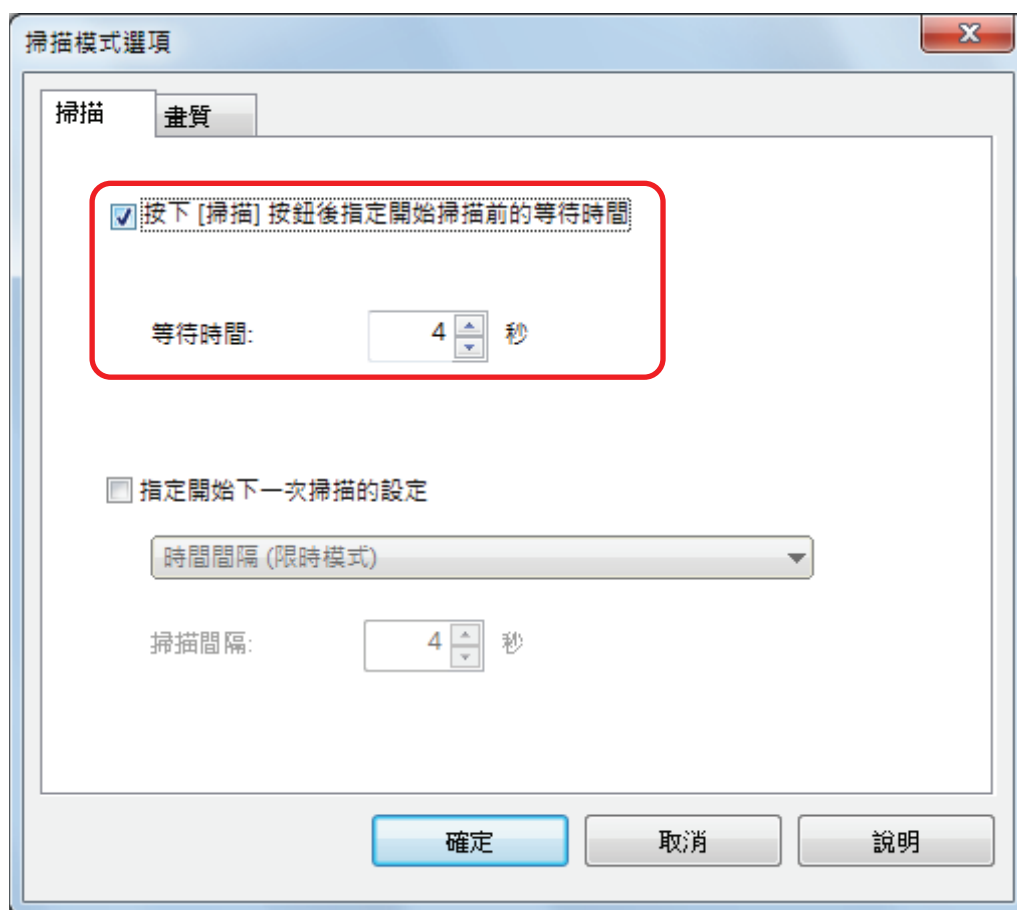 掃描模式選項
掃描 畫質
按下 [掃描] 按鈕後指定開始掃描前的等待時間
等待時間: 4 秒
指定開始下一次掃描的設定
時間間隔 (限時模式)
掃描間隔: 4 秒
確定 取消 說明